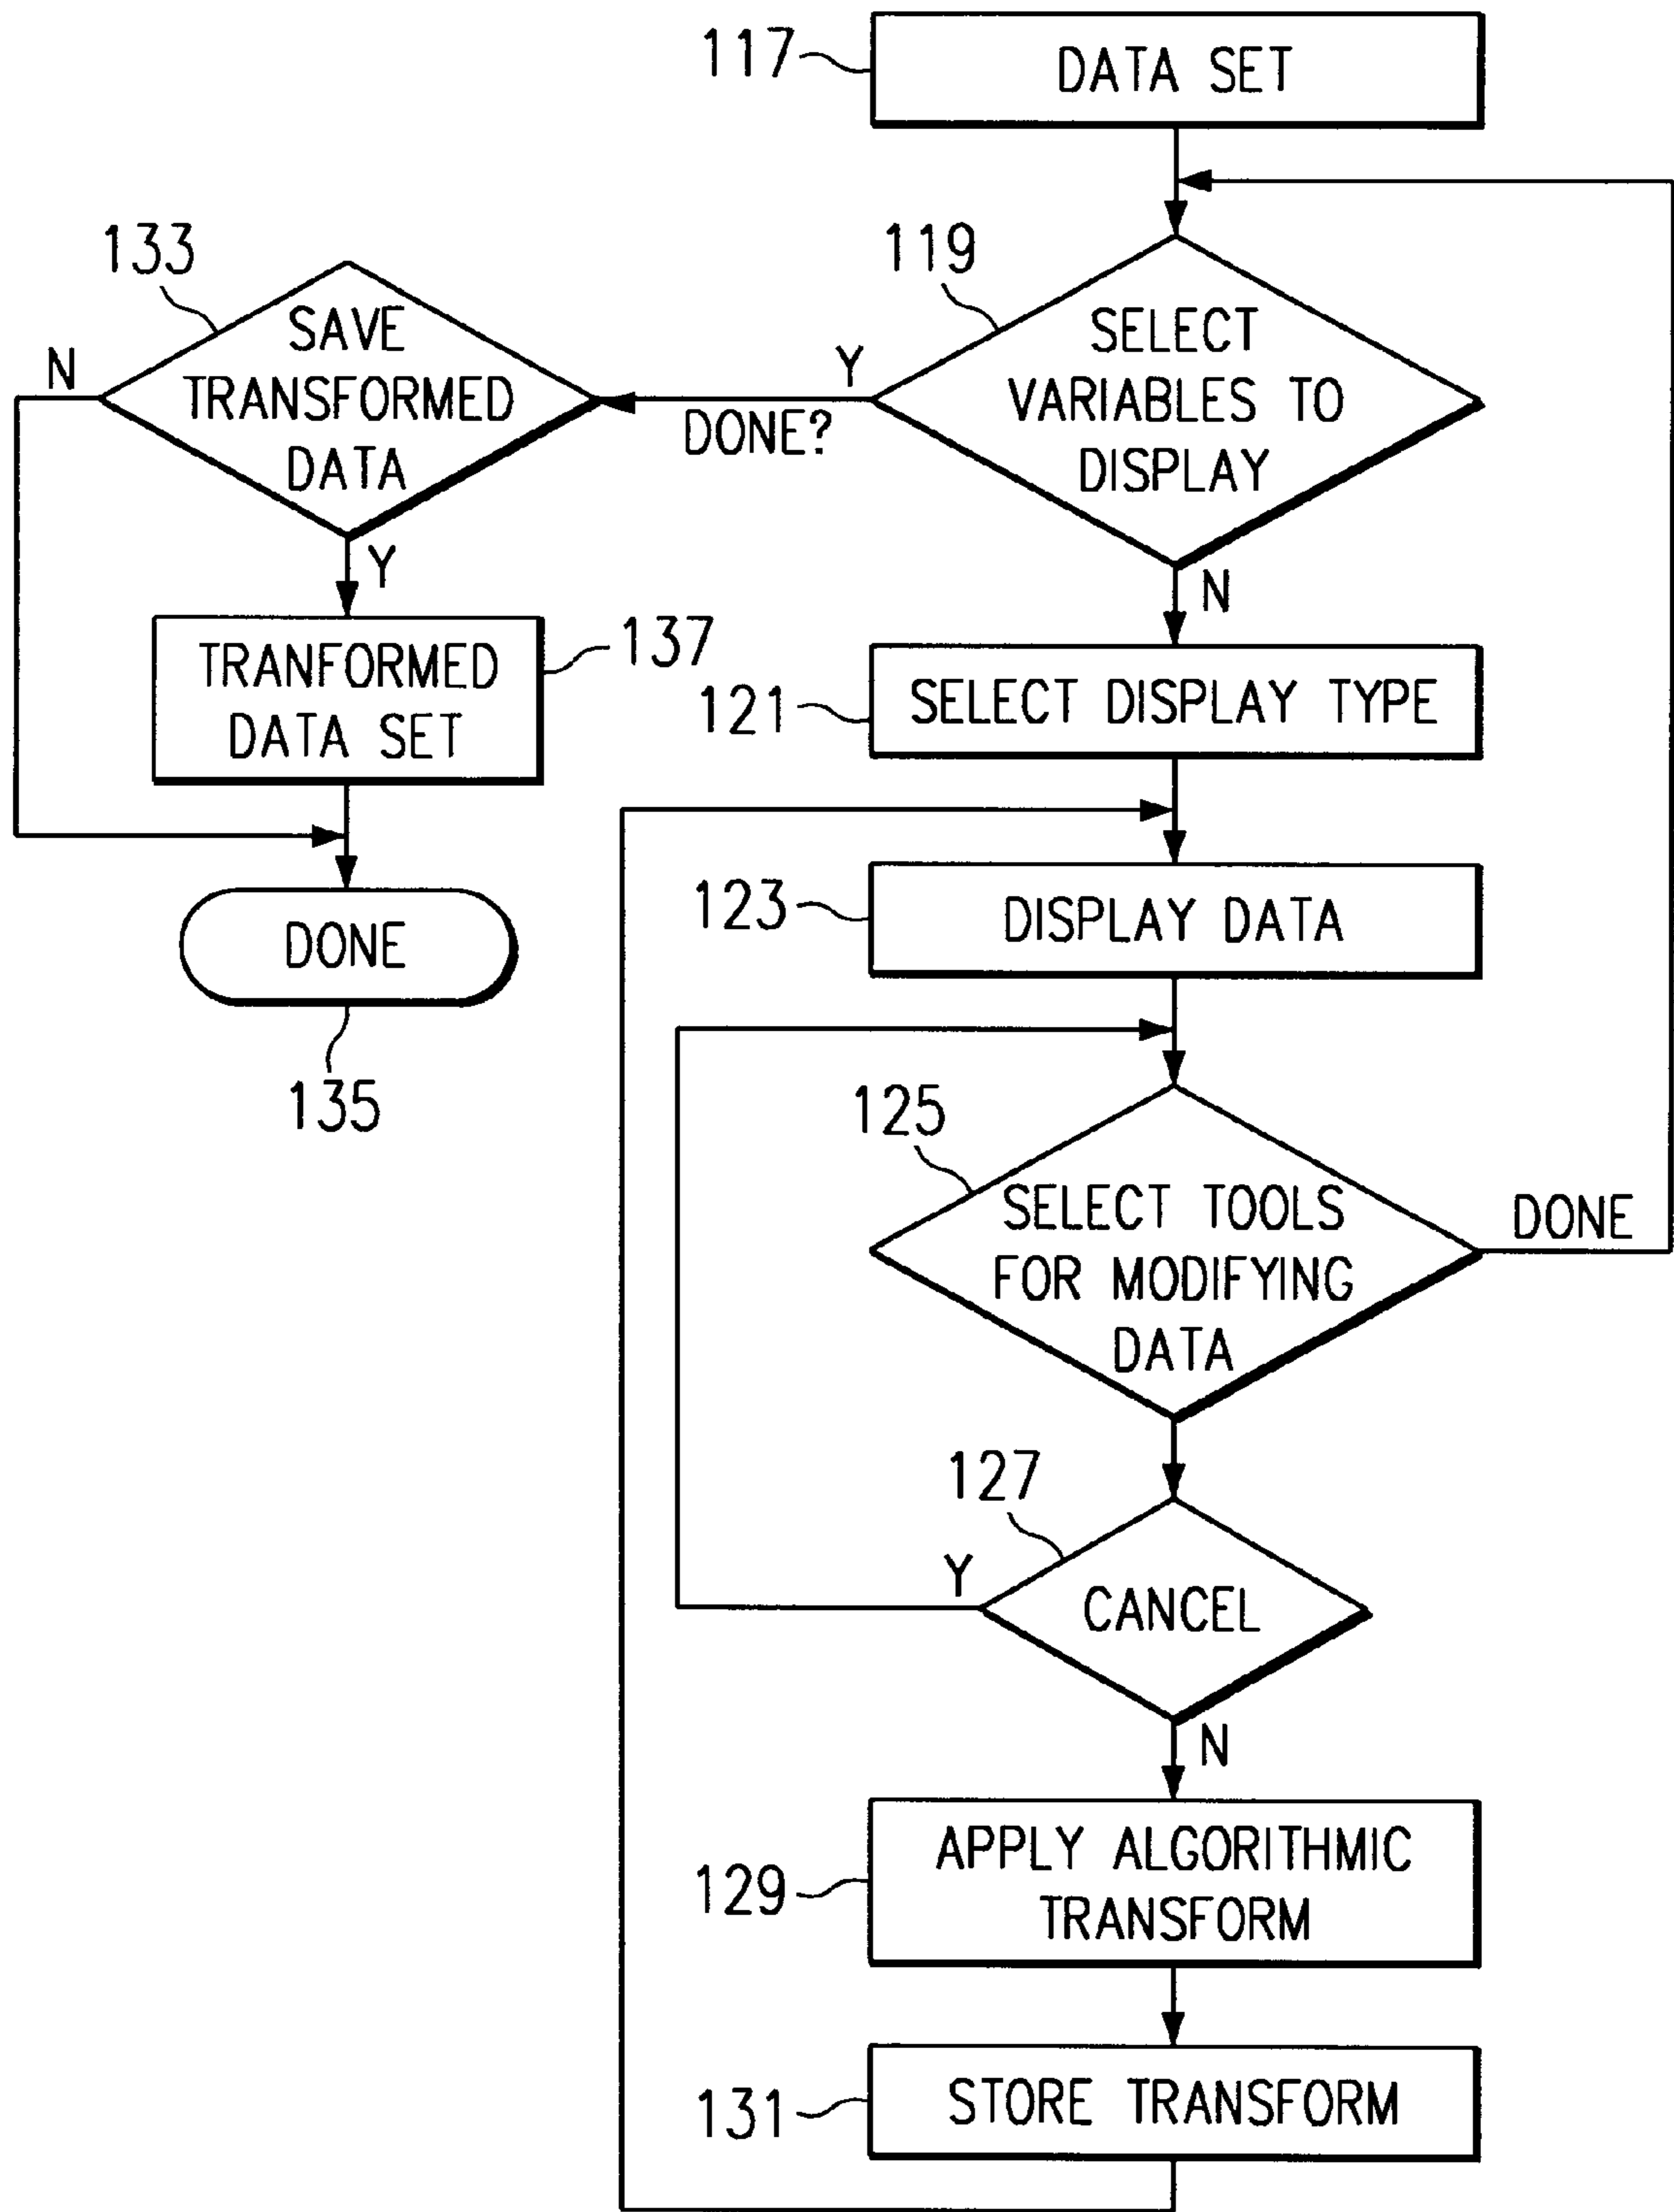 117
DATA SET
133
119
SAVE
TRANSFORMED
DATA
N
Y
DONE?
SELECT
VARIABLES TO
DISPLAY
Y
N
TRANFORMED
DATA SET
137
121
SELECT DISPLAY TYPE
123
DISPLAY DATA
DONE
135
125
SELECT TOOLS
FOR MODIFYING
DATA
DONE
127
Y
CANCEL
N
129
APPLY ALGORITHMIC
TRANSFORM
131
STORE TRANSFORM